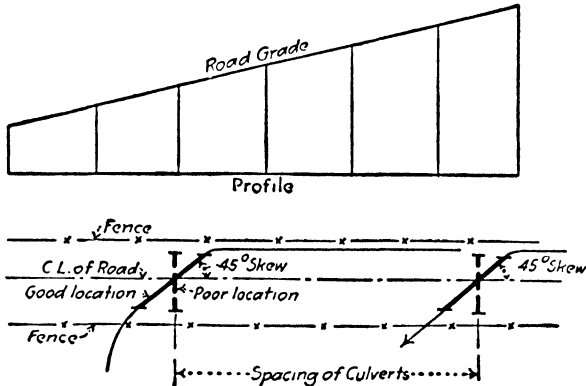 Road Grade
Profile
Fence
C.L. of Road
45° Skew
45° Skew
Good location
Poor location
Fence
Spacing of Culverts